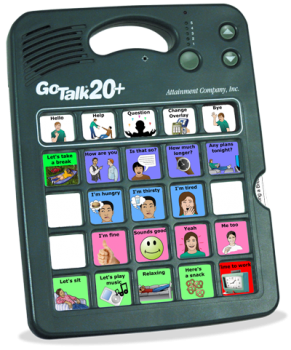 GoTalk20+
Attainment Company, Inc.
Hello
Help
Question
Change Overlay
Bye
Let's take a break
How are you
Is that so?
How much longer?
Any plans tonight?
I'm hungry
I'm thirsty
I'm tired
I'm fine
Sounds good
Yeah
Me too
Let's sit
Let's play music
Relaxing
Here's a snack